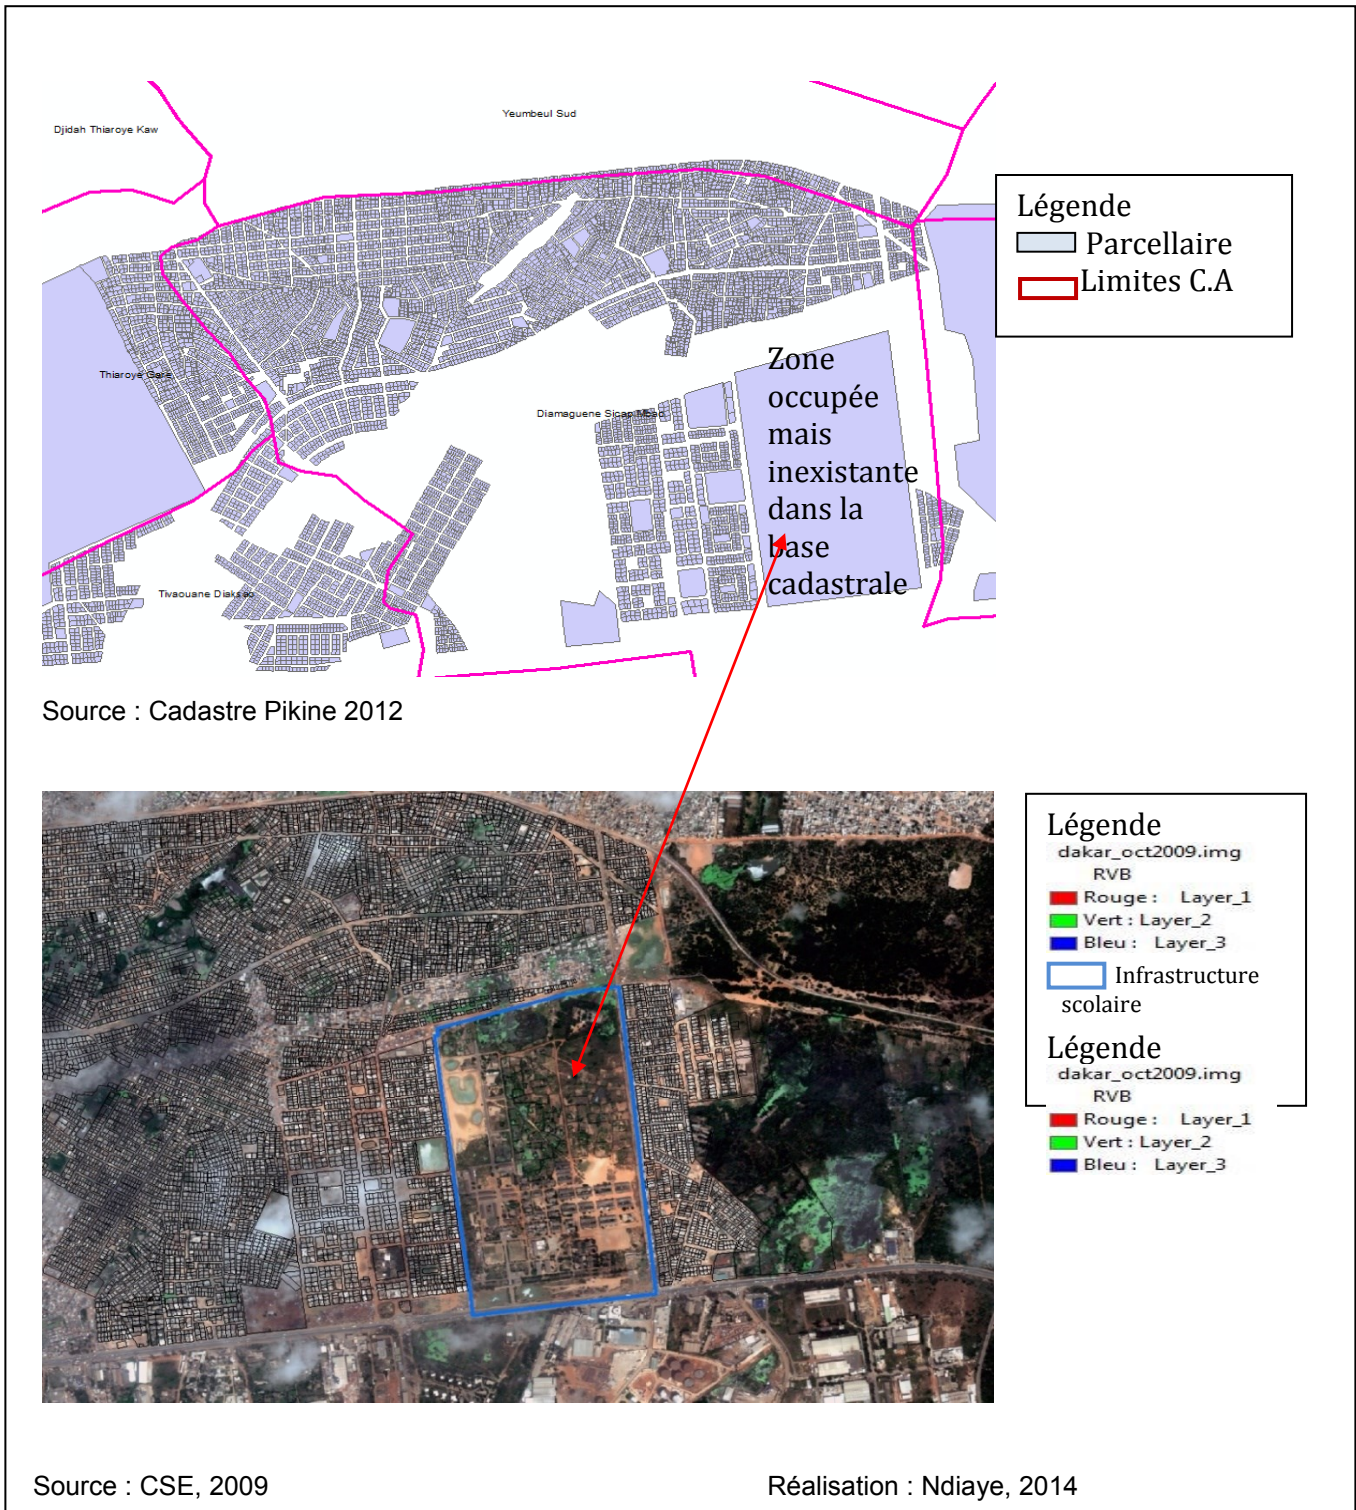 Djidah Thiaroye Kaw
Yeumbeul Sud
Thiaroye Gare
Diamaguene Sicap Mbao
Tivaouane Diaksao
Zone
occupée
mais
inexistante
dans la
base
cadastrale
Légende
Parcellaire
Limites C.A
Source : Cadastre Pikine 2012
Légende
dakar_oct2009.img
RVB
Rouge : Layer_1
Vert : Layer_2
Bleu : Layer_3
Infrastructure
scolaire
Légende
dakar_oct2009.img
RVB
Rouge : Layer_1
Vert : Layer_2
Bleu : Layer_3
Source : CSE, 2009
Réalisation : Ndiaye, 2014